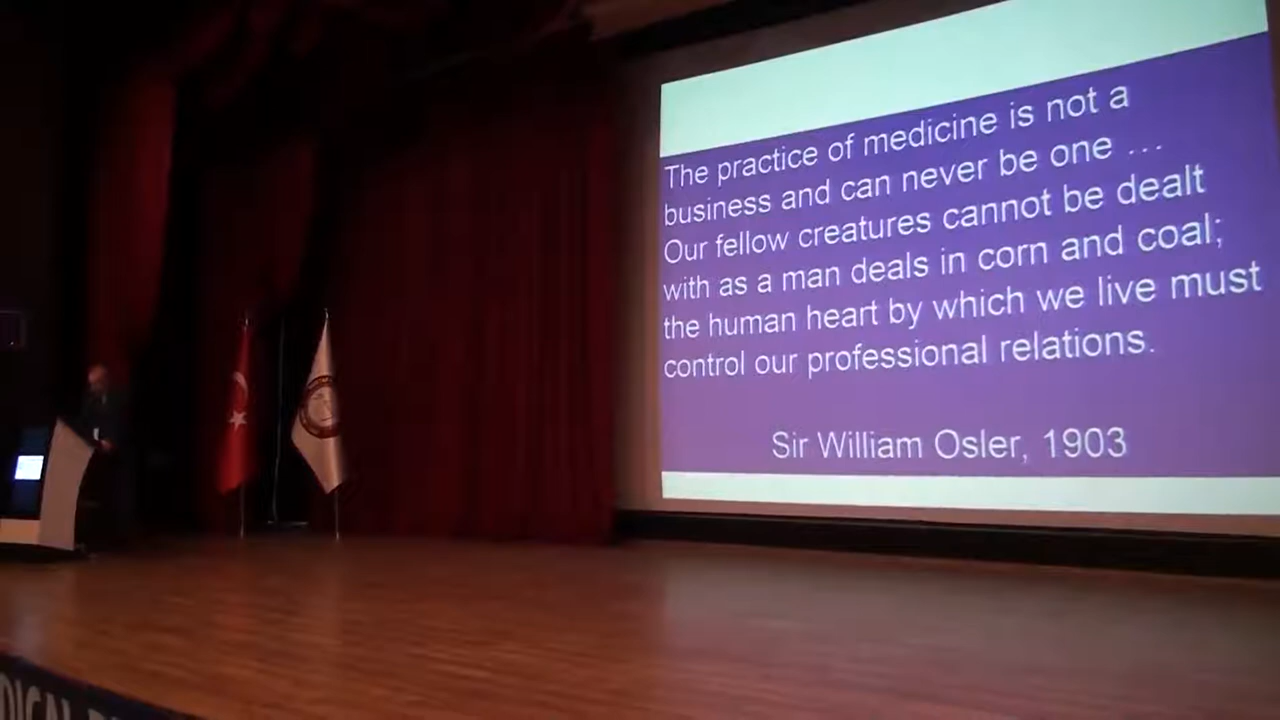 The practice of medicine is not a
business and can never be one ...
Our fellow creatures cannot be dealt
with as a man deals in corn and coal;
the human heart by which we live must
control our professional relations.
Sir William Osler, 1903